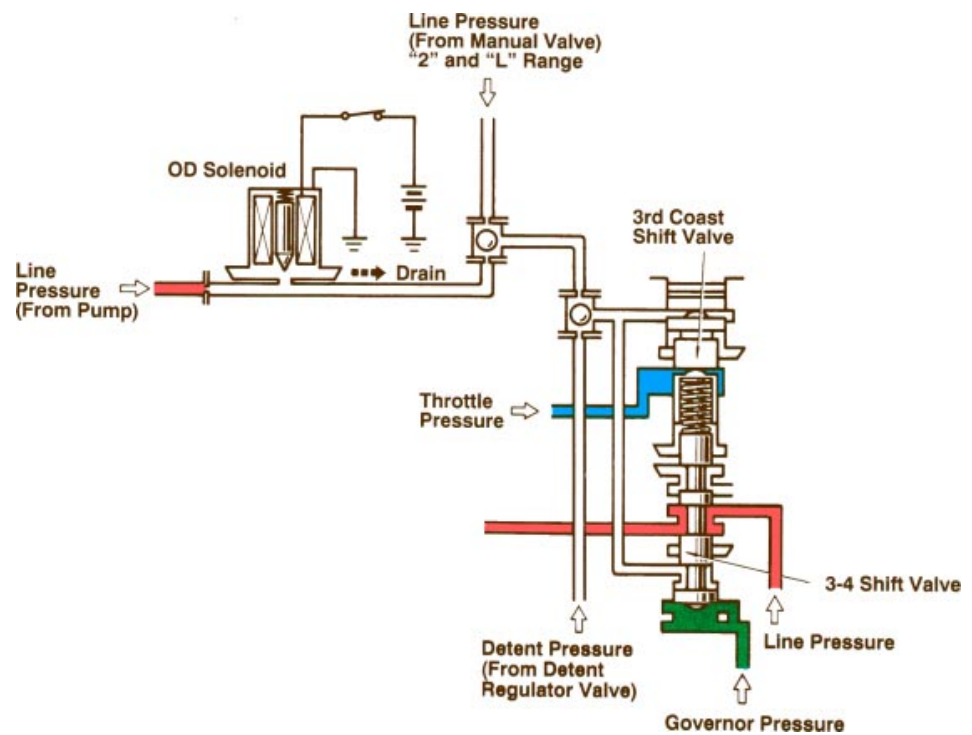 Line Pressure
(From Manual Valve)
“2” and “L” Range
OD Solenoid
3rd Coast
Shift Valve
Drain
Line
Pressure
(From Pump)
Throttle
Pressure
3-4 Shift Valve
Line Pressure
Detent Pressure
(From Detent
Regulator Valve)
Governor Pressure